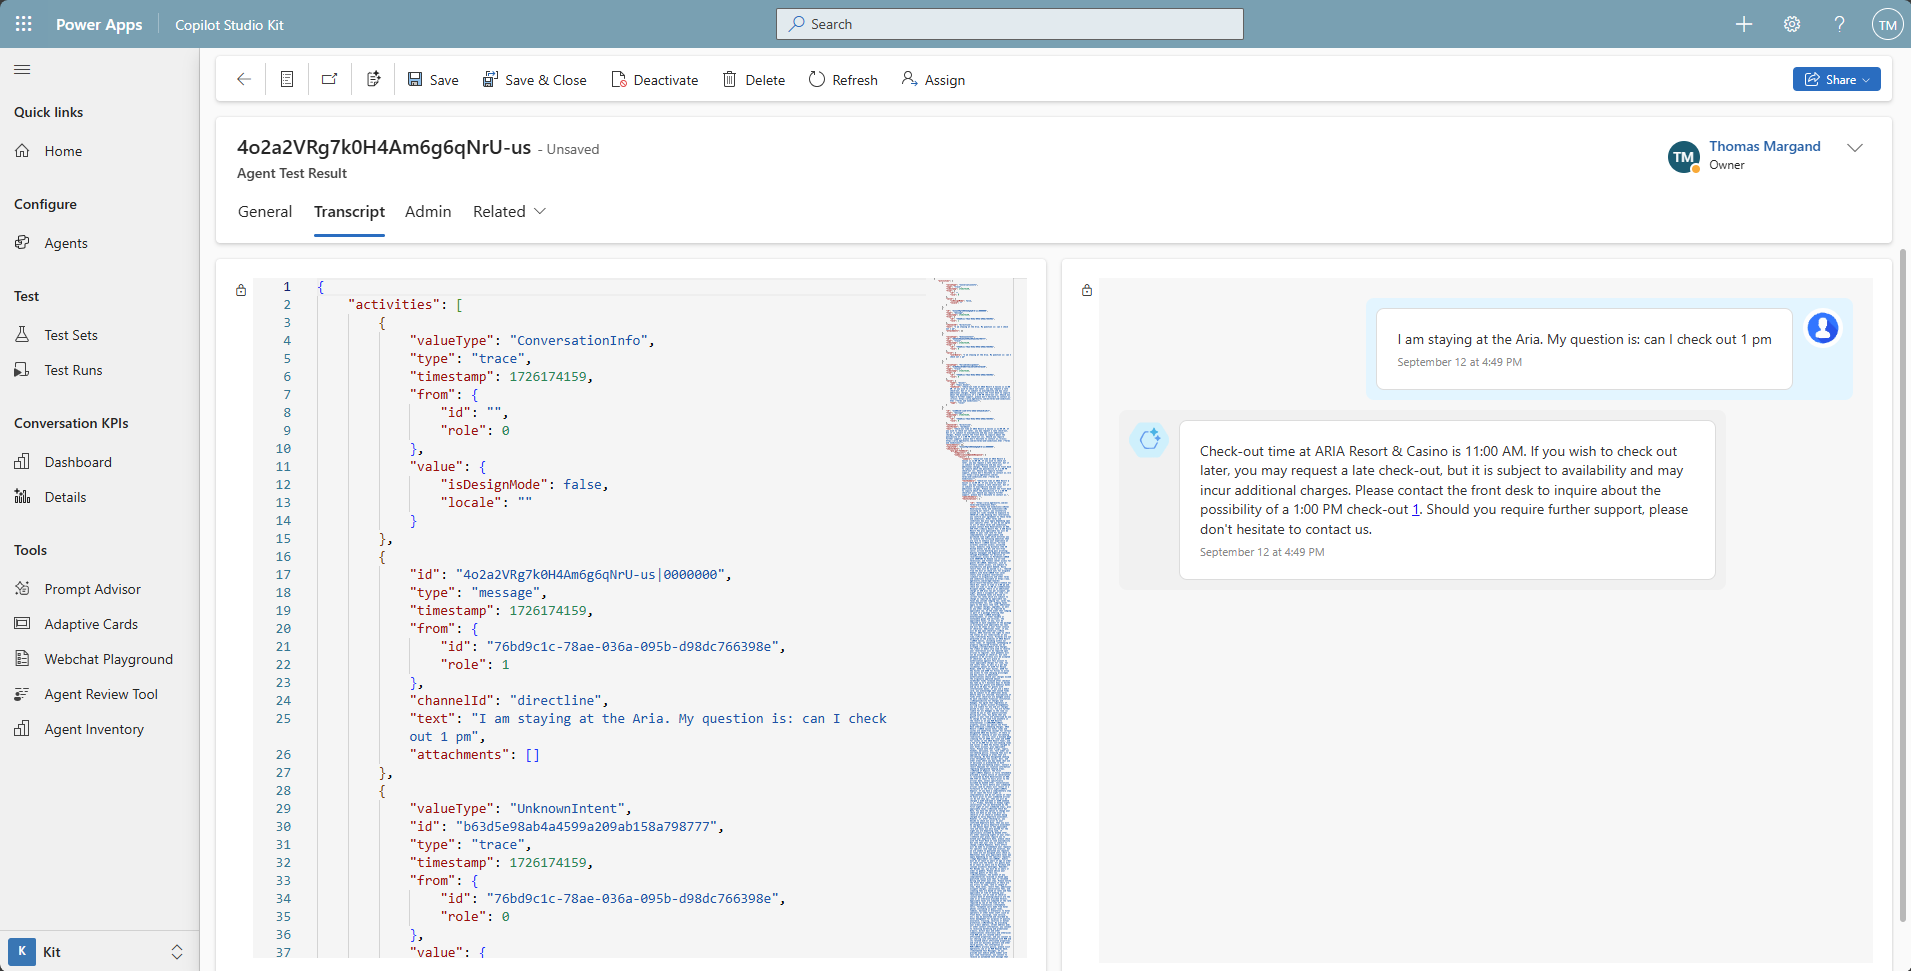 Power Apps
Copilot Studio Kit
Search
TM
Save
Save & Close
Deactivate
Delete
Refresh
Assign
Share
Quick links
Home
Configure
Agents
Test
Test Sets
Test Runs
Conversation KPIs
Dashboard
Details
Tools
Prompt Advisor
Adaptive Cards
Webchat Playground
Agent Review Tool
Agent Inventory
K Kit
4o2a2VRg7k0H4Am6g6qNrU-us - Unsaved
Agent Test Result
TM
Thomas Margand
Owner
General
Transcript
Admin
Related
1 {
2 "activities": [
3 {
4 "valueType": "ConversationInfo",
5 "type": "trace",
6 "timestamp": 1726174159,
7 "from": {
8 "id": "",
9 "role": 0
10 },
11 "value": {
12 "isDesignMode": false,
13 "locale": ""
14 }
15 },
16 {
17 "id": "4o2a2VRg7k0H4Am6g6qNrU-us|0000000",
18 "type": "message",
19 "timestamp": 1726174159,
20 "from": {
21 "id": "76bd9c1c-78ae-036a-095b-d98dc766398e",
22 "role": 1
23 },
24 "channelId": "directline",
25 "text": "I am staying at the Aria. My question is: can I check
out 1 pm",
26 "attachments": []
27 },
28 {
29 "valueType": "UnknownIntent",
30 "id": "b63d5e98ab4a4599a209ab158a798777",
31 "type": "trace",
32 "timestamp": 1726174159,
33 "from": {
34 "id": "76bd9c1c-78ae-036a-095b-d98dc766398e",
35 "role": 0
36 },
37 "value": {
I am staying at the Aria. My question is: can I check out 1 pm
September 12 at 4:49 PM
Check-out time at ARIA Resort & Casino is 11:00 AM. If you wish to check out
later, you may request a late check-out, but it is subject to availability and may
incur additional charges. Please contact the front desk to inquire about the
possibility of a 1:00 PM check-out 1. Should you require further support, please
don't hesitate to contact us.
September 12 at 4:49 PM